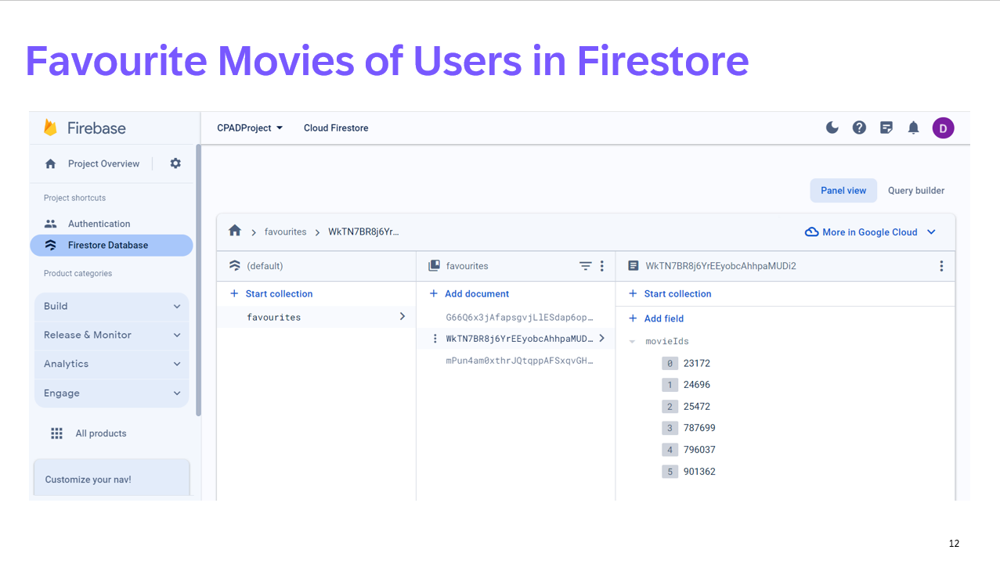 Favourite Movies of Users in Firestore
Firebase
CPADProject
Cloud Firestore
D
Project Overview
Project shortcuts
Authentication
Firestore Database
Product categories
Build
Release & Monitor
Analytics
Engage
All products
Customize your nav!
Panel view
Query builder
favourites
WkTN7BR8j6Yr...
More in Google Cloud
(default)
+ Start collection
favourites
favourites
+ Add document
G66Q6x3jAfapsgvjLlESdap6op…
WkTN7BR8j6YrEEyobcAhhpaMUD…
mPun4am0xthrJQtqppAFSxqvGH…
WkTN7BR8j6YrEEyobcAhhpaMUDi2
+ Start collection
+ Add field
movieIds
0 23172
1 24696
2 25472
3 787699
4 796037
5 901362
12